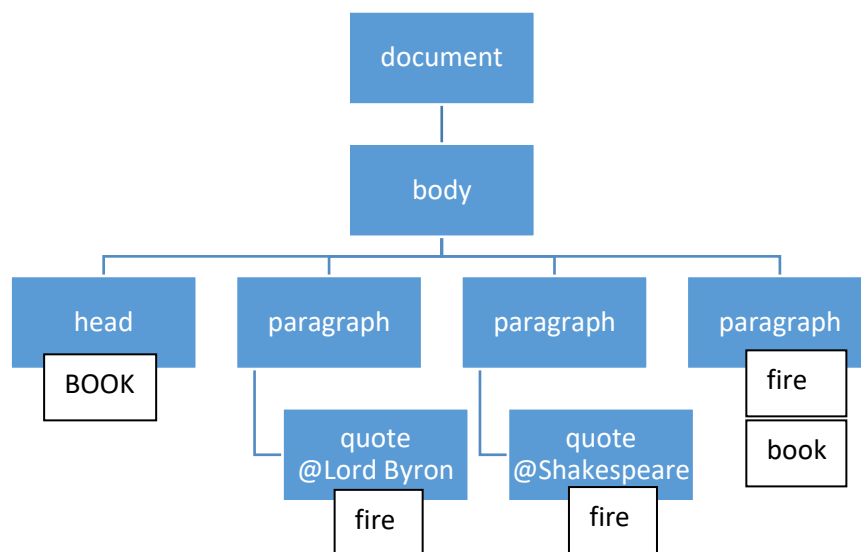 document
body
head
paragraph
paragraph
paragraph
BOOK
fire
book
quote
@Lord Byron
quote
@Shakespeare
fire
fire